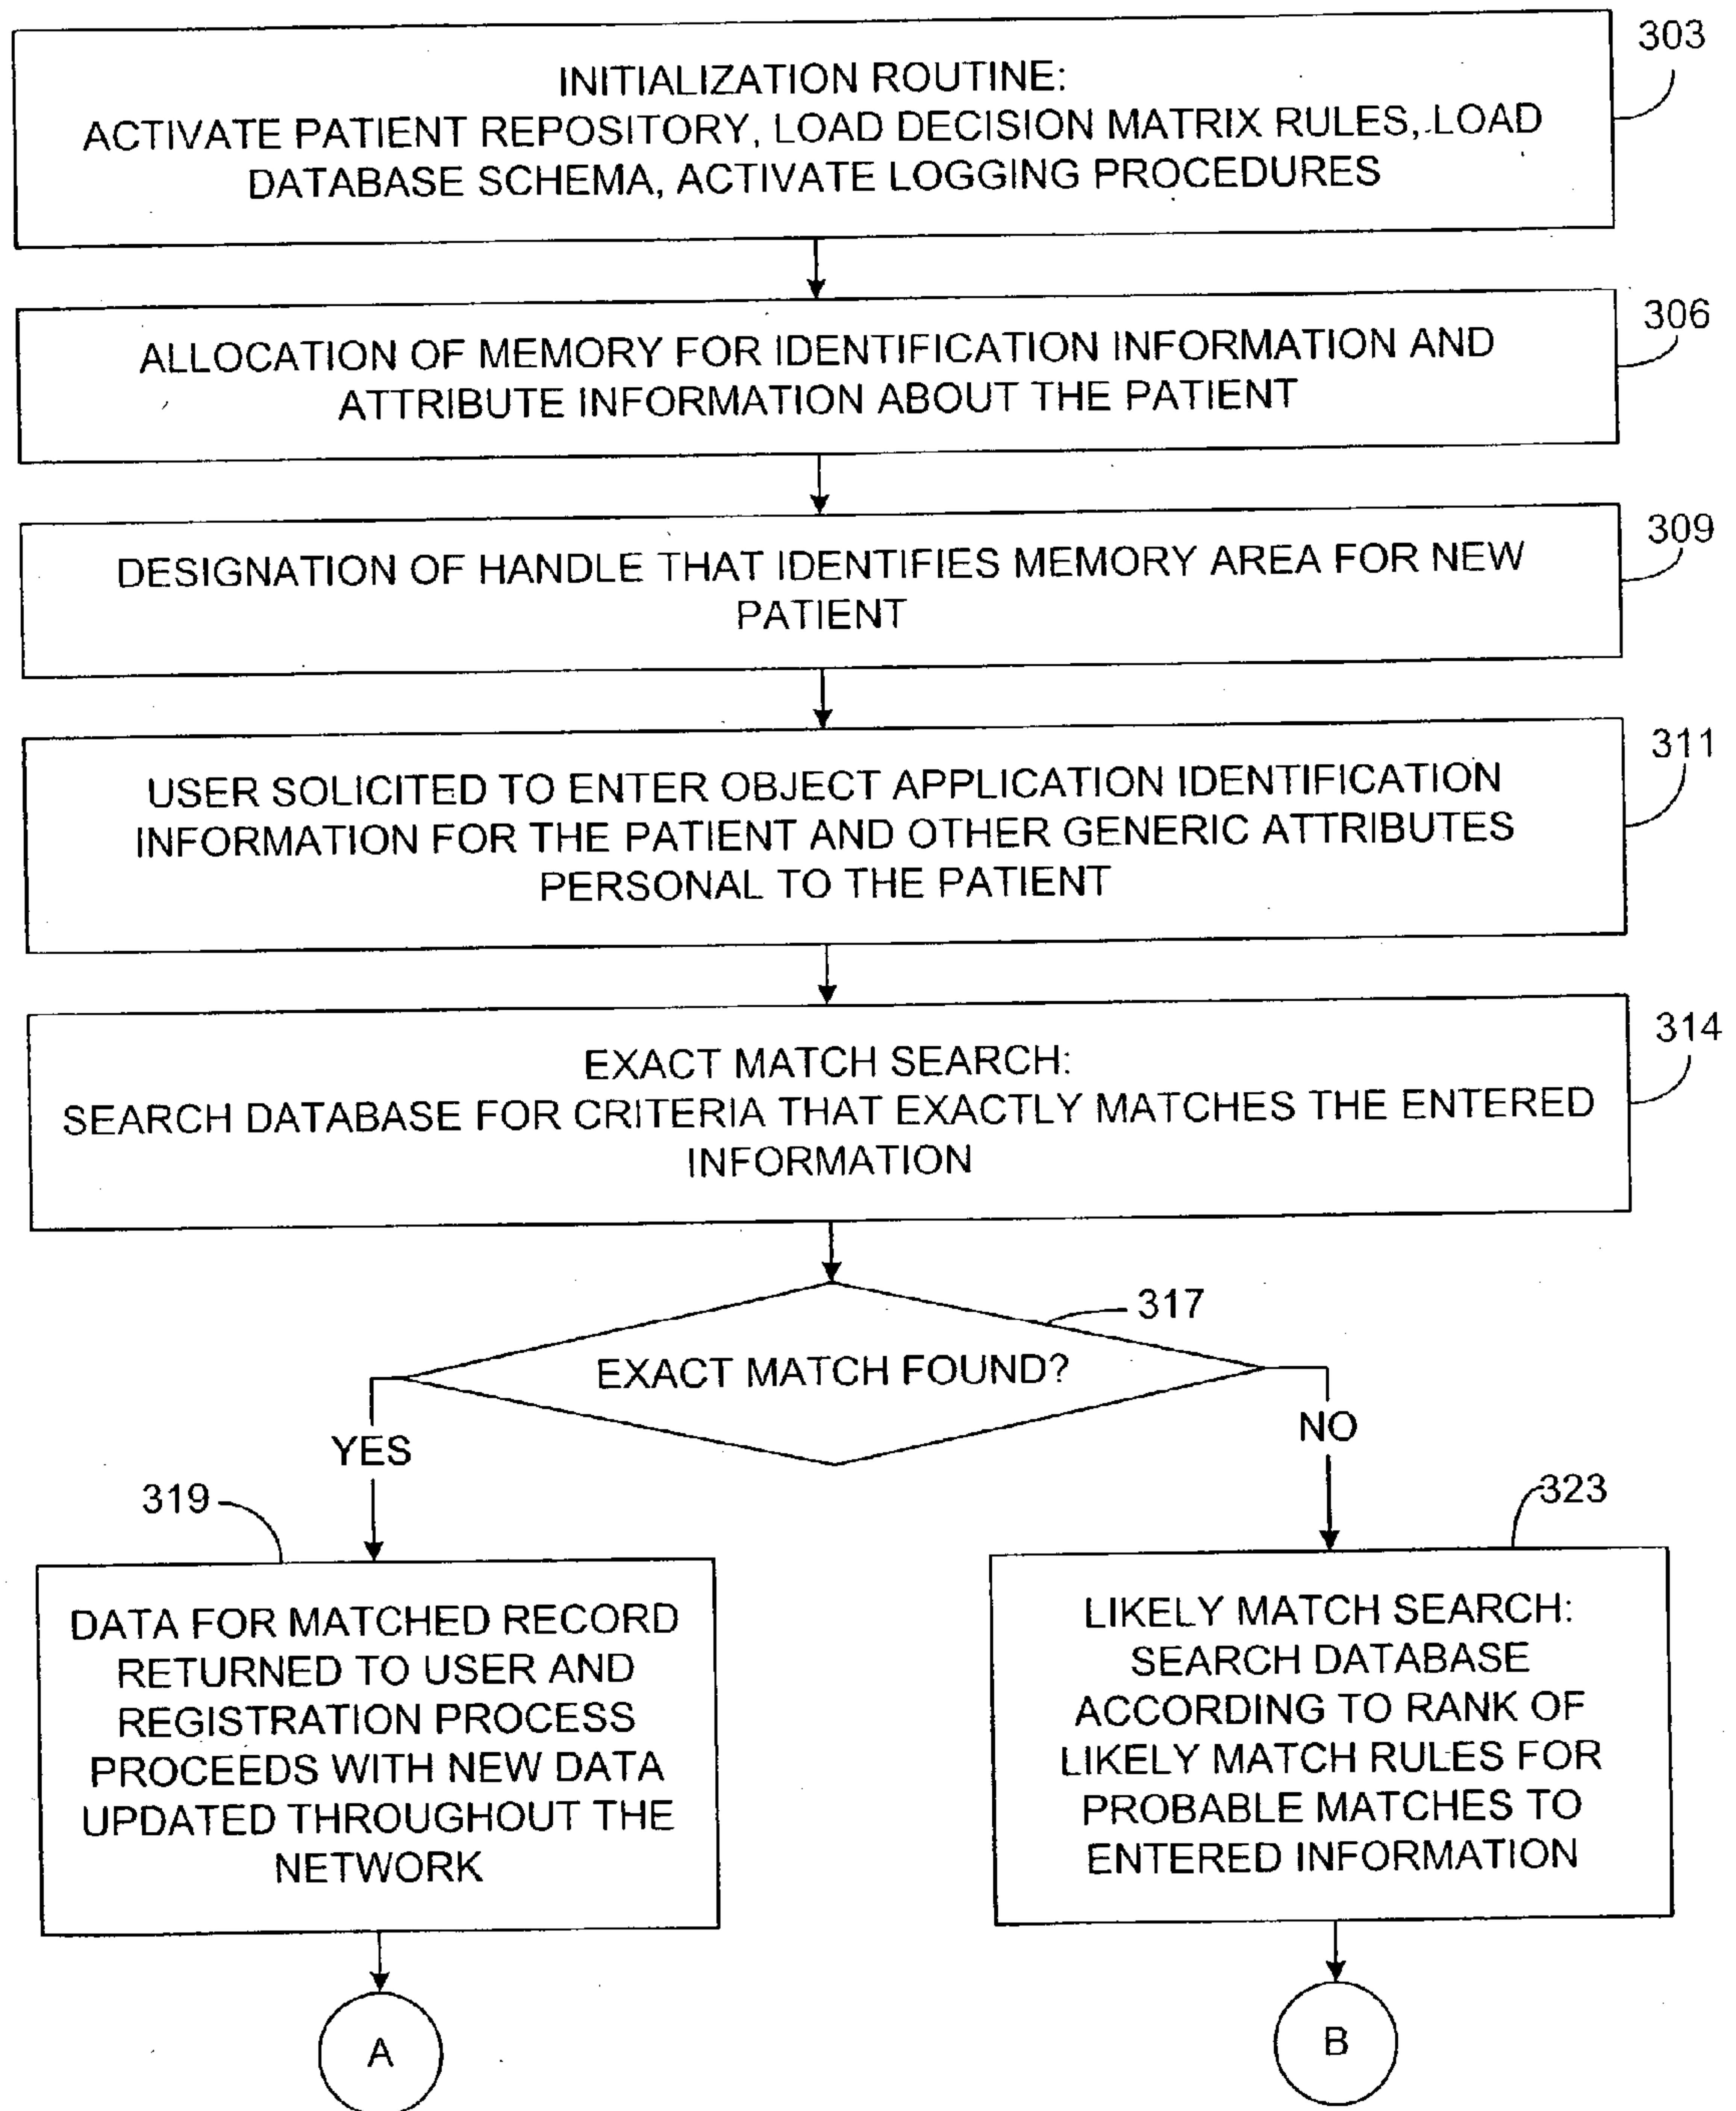 303
INITIALIZATION ROUTINE:
ACTIVATE PATIENT REPOSITORY, LOAD DECISION MATRIX RULES, LOAD
DATABASE SCHEMA, ACTIVATE LOGGING PROCEDURES
306
ALLOCATION OF MEMORY FOR IDENTIFICATION INFORMATION AND
ATTRIBUTE INFORMATION ABOUT THE PATIENT
309
DESIGNATION OF HANDLE THAT IDENTIFIES MEMORY AREA FOR NEW
PATIENT
311
USER SOLICITED TO ENTER OBJECT APPLICATION IDENTIFICATION
INFORMATION FOR THE PATIENT AND OTHER GENERIC ATTRIBUTES
PERSONAL TO THE PATIENT
314
EXACT MATCH SEARCH:
SEARCH DATABASE FOR CRITERIA THAT EXACTLY MATCHES THE ENTERED
INFORMATION
317
EXACT MATCH FOUND?
YES
NO
319
DATA FOR MATCHED RECORD
RETURNED TO USER AND
REGISTRATION PROCESS
PROCEEDS WITH NEW DATA
UPDATED THROUGHOUT THE
NETWORK
A
323
LIKELY MATCH SEARCH:
SEARCH DATABASE
ACCORDING TO RANK OF
LIKELY MATCH RULES FOR
PROBABLE MATCHES TO
ENTERED INFORMATION
B